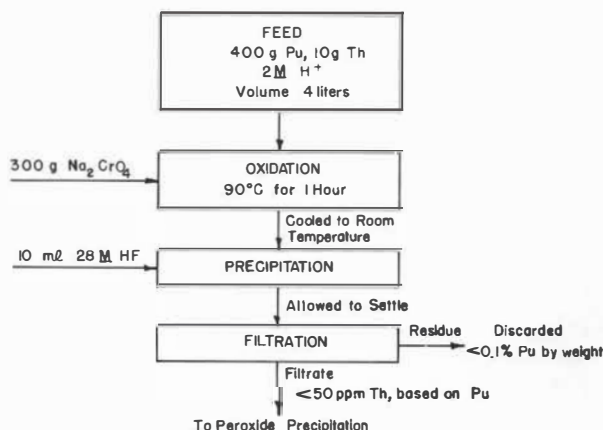 FEED
400 g Pu, 10g Th
2M H+
Volume 4 liters
300 g Na2CrO4
OXIDATION
90°C for 1 Hour
Cooled to Room
Temperature
10 ml 28M HF
PRECIPITATION
Allowed to Settle
FILTRATION
Residue
Discarded
<0.1% Pu by weight
Filtrate
<50 ppm Th, based on Pu
To Peroxide Precipitation